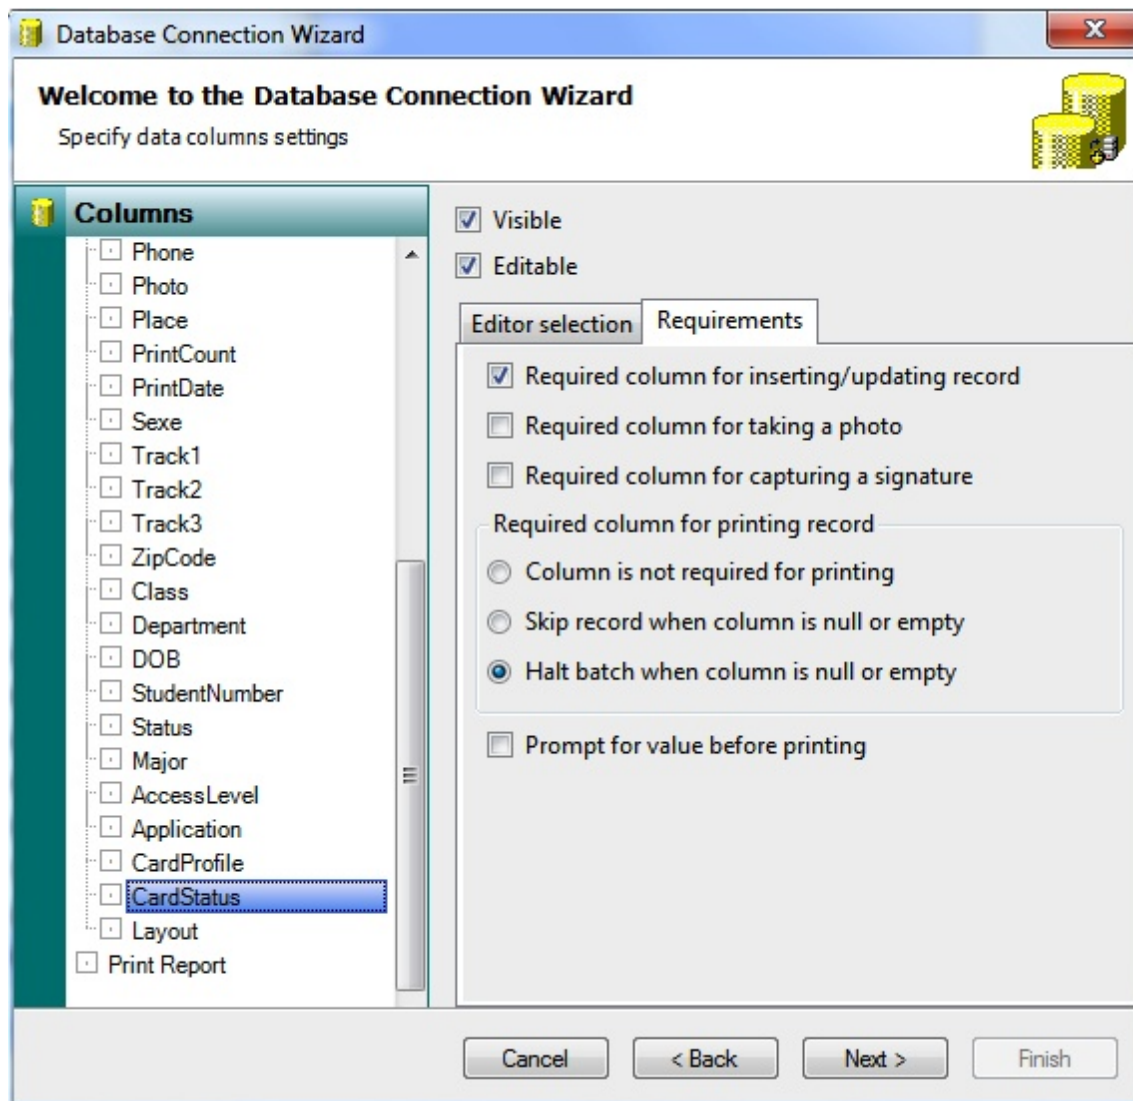 Database Connection Wizard
Welcome to the Database Connection Wizard
Specify data columns settings
Columns
Phone
Photo
Place
PrintCount
PrintDate
Sexe
Track1
Track2
Track3
ZipCode
Class
Department
DOB
StudentNumber
Status
Major
AccessLevel
Application
CardProfile
CardStatus
Layout
Print Report
Visible
Editable
Editor selection
Requirements
Required column for inserting/updating record
Required column for taking a photo
Required column for capturing a signature
Required column for printing record
Column is not required for printing
Skip record when column is null or empty
Halt batch when column is null or empty
Prompt for value before printing
Cancel
< Back
Next >
Finish